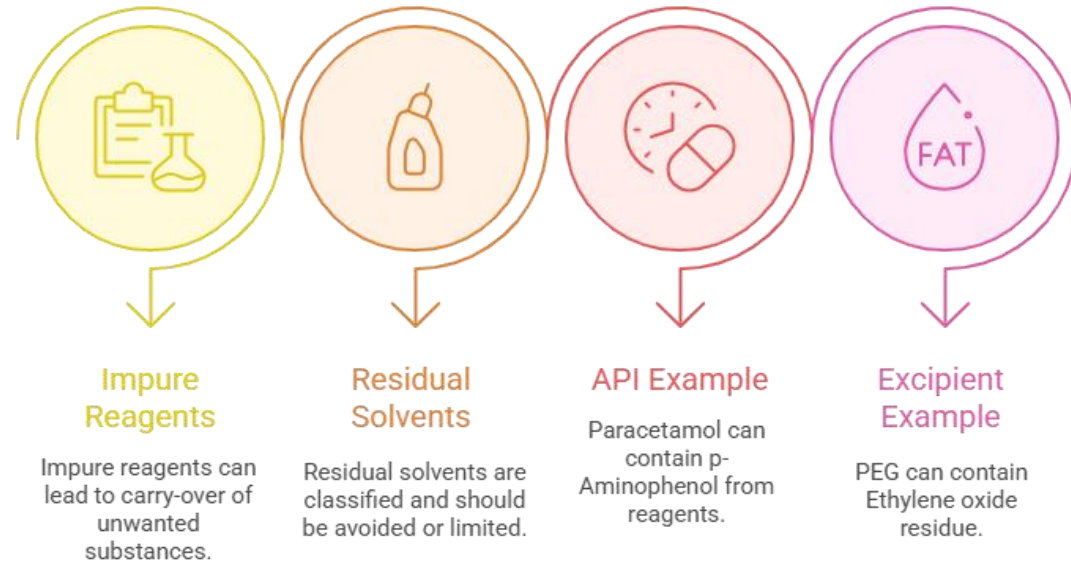 FAT
Impure
Reagents
Impure reagents can
lead to carry-over of
unwanted
substances.
Residual
Solvents
Residual solvents are
classified and should
be avoided or limited.
API Example
Paracetamol can
contain p-
Aminophenol from
reagents.
Excipient
Example
PEG can contain
Ethylene oxide
residue.